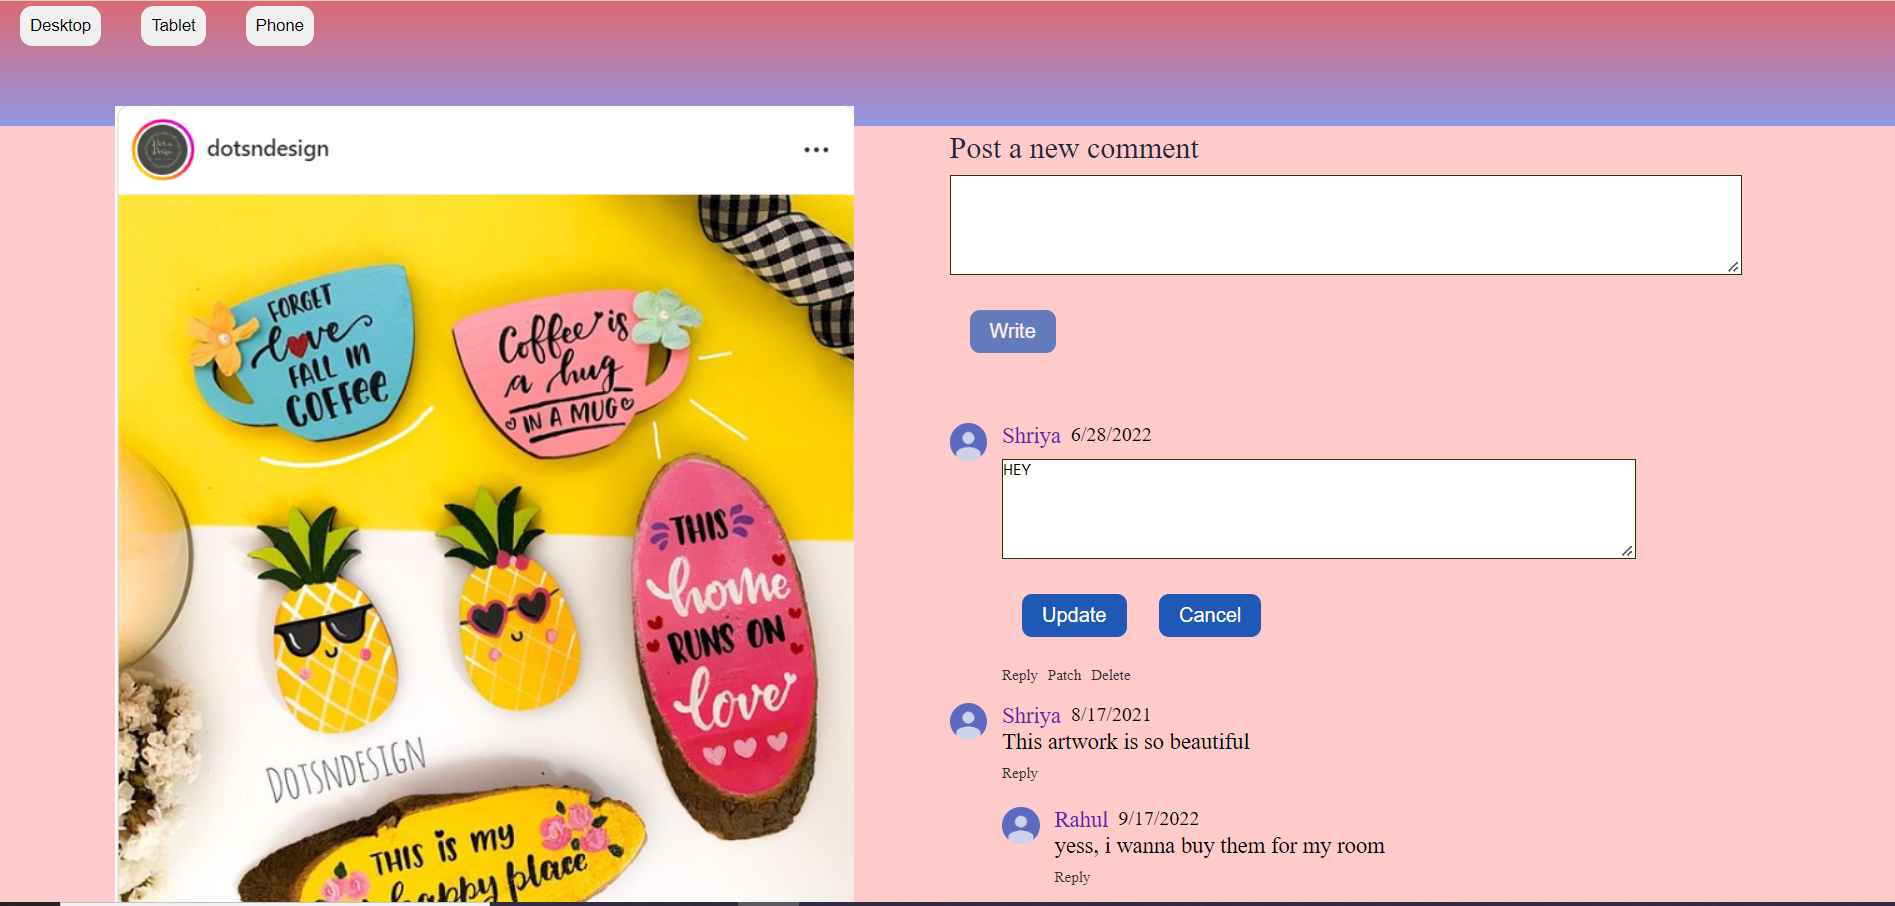 Desktop Tablet Phone
dotsndesign
FORGET
love
FALL IN
COFFEE
Coffee is
a hug
IN A MUG
THIS
home
RUNS ON
love
DOTSNDESIGN
THIS IS MY
happy place
Post a new comment
Write
Shriya 6/28/2022
HEY
Update Cancel
Reply Patch Delete
Shriya 8/17/2021
This artwork is so beautiful
Reply
Rahul 9/17/2022
yess, i wanna buy them for my room
Reply